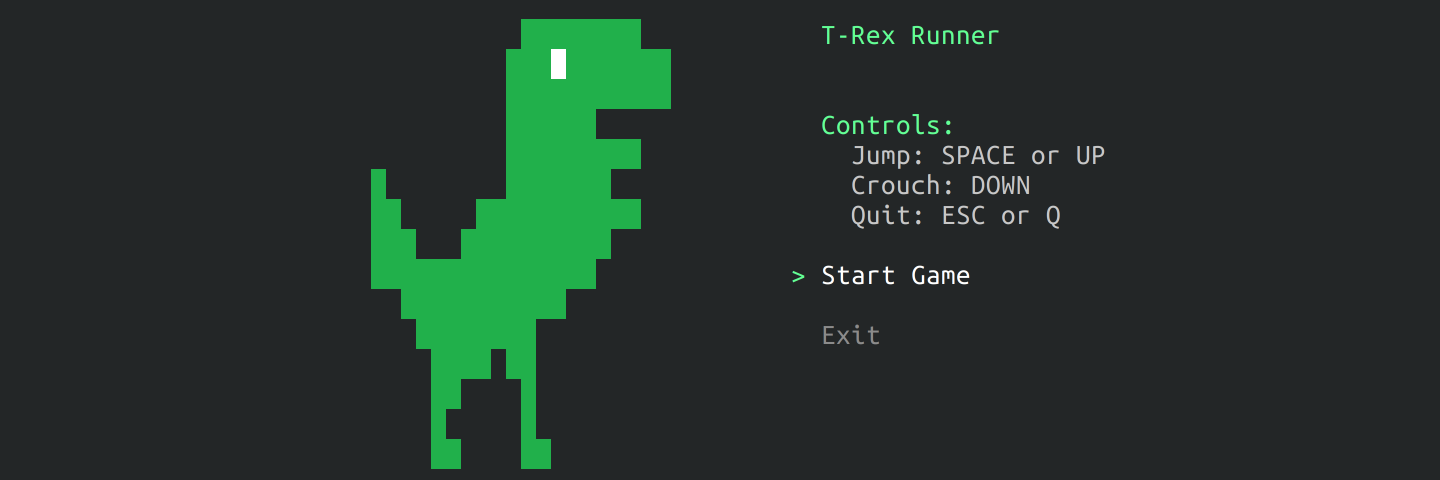 T-Rex Runner
Controls:
Jump: SPACE or UP
Crouch: DOWN
Quit: ESC or Q
> Start Game
Exit